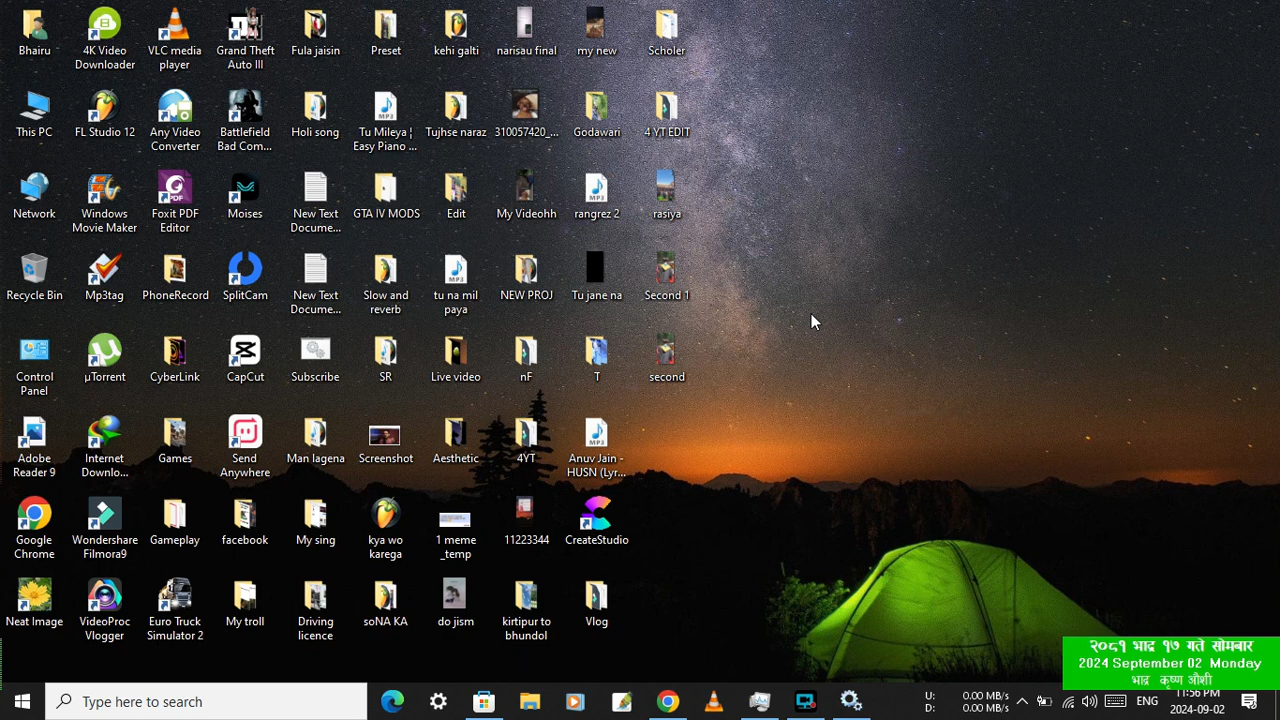 Bhairu
4K Video
Downloader
VLC media
player
Grand Theft
Auto III
Fula jaisin
Preset
kehi galti
narisau final
my new
Scholer
This PC
FL Studio 12
Any Video
Converter
Battlefield
Bad Com...
Holi song
Tu Mileya ¦
Easy Piano ...
Tujhse naraz
310057420_...
Godawari
4 YT EDIT
Network
Windows
Movie Maker
Foxit PDF
Editor
Moises
New Text
Docume...
GTA IV MODS
Edit
My Videohh
rangrez 2
rasiya
Recycle Bin
Mp3tag
PhoneRecord
SplitCam
New Text
Docume...
Slow and
reverb
tu na mil
paya
NEW PROJ
Tu jane na
Second 1
Control
Panel
µTorrent
CyberLink
CapCut
Subscribe
SR
Live video
nF
T
second
Adobe
Reader 9
Internet
Downlo...
Games
Send
Anywhere
Man lagena
Screenshot
Aesthetic
4YT
Anuv Jain -
HUSN (Lyr...
Google
Chrome
Wondershare
Filmora9
Gameplay
facebook
My sing
kya wo
karega
1 meme
_temp
11223344
CreateStudio
Neat Image
VideoProc
Vlogger
Euro Truck
Simulator 2
My troll
Driving
licence
soNA KA
do jism
kirtipur to
bhundol
Vlog
२०८१ भाद्र १७ गते सोमबार
2024 September 02 Monday
भाद्र कृष्ण औशी
Type here to search
U: 0.00 MB/s
D: 0.00 MB/s
ENG
11:56 PM
2024-09-02